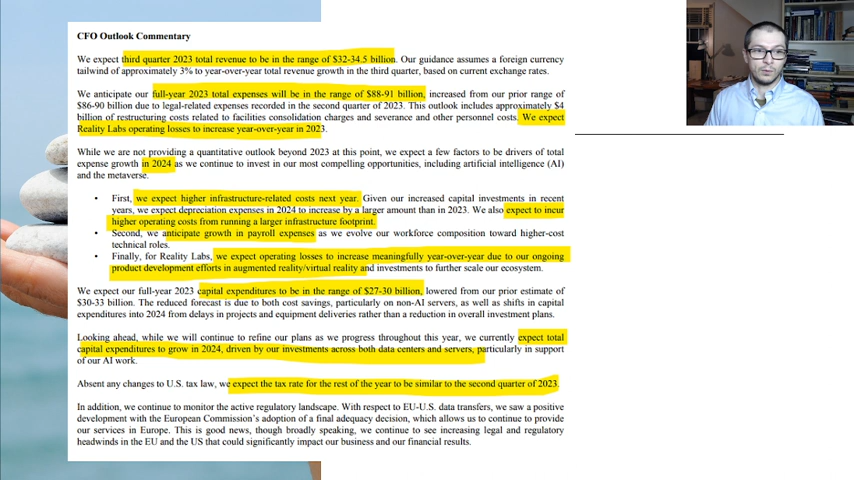 CFO Outlook Commentary
We expect third quarter 2023 total revenue to be in the range of $32-34.5 billion. Our guidance assumes a foreign currency
tailwind of approximately 3% to year-over-year total revenue growth in the third quarter, based on current exchange rates.
We anticipate our full-year 2023 total expenses will be in the range of $88-91 billion, increased from our prior range of
$86-90 billion due to legal-related expenses recorded in the second quarter of 2023. This outlook includes approximately $4
billion of restructuring costs related to facilities consolidation charges and severance and other personnel costs. We expect
Reality Labs operating losses to increase year-over-year in 2023.
While we are not providing a quantitative outlook beyond 2023 at this point, we expect a few factors to be drivers of total
expense growth in 2024 as we continue to invest in our most compelling opportunities, including artificial intelligence (AI)
and the metaverse.
• First, we expect higher infrastructure-related costs next year. Given our increased capital investments in recent
years, we expect depreciation expenses in 2024 to increase by a larger amount than in 2023. We also expect to incur
higher operating costs from running a larger infrastructure footprint.
• Second, we anticipate growth in payroll expenses as we evolve our workforce composition toward higher-cost
technical roles.
• Finally, for Reality Labs, we expect operating losses to increase meaningfully year-over-year due to our ongoing
product development efforts in augmented reality/virtual reality and investments to further scale our ecosystem.
We expect our full-year 2023 capital expenditures to be in the range of $27-30 billion, lowered from our prior estimate of
$30-33 billion. The reduced forecast is due to both cost savings, particularly on non-AI servers, as well as shifts in capital
expenditures into 2024 from delays in projects and equipment deliveries rather than a reduction in overall investment plans.
Looking ahead, while we will continue to refine our plans as we progress throughout this year, we currently expect total
capital expenditures to grow in 2024, driven by our investments across both data centers and servers, particularly in support
of our AI work.
Absent any changes to U.S. tax law, we expect the tax rate for the rest of the year to be similar to the second quarter of 2023.
In addition, we continue to monitor the active regulatory landscape. With respect to EU-U.S. data transfers, we saw a positive
development with the European Commission's adoption of a final adequacy decision, which allows us to continue to provide
our services in Europe. This is good news, though broadly speaking, we continue to see increasing legal and regulatory
headwinds in the EU and the US that could significantly impact our business and our financial results.